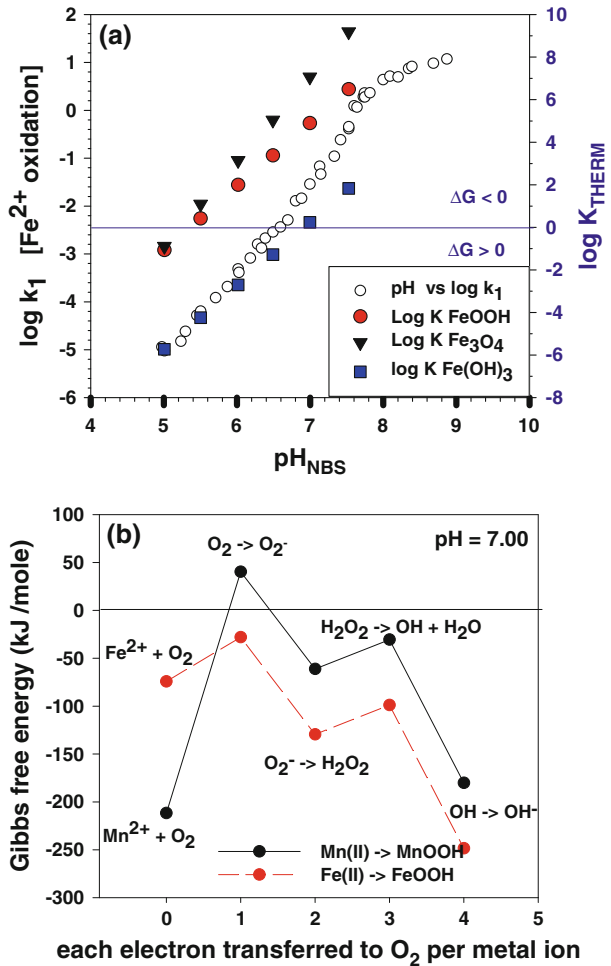 (a)
2
1
0
-1
-2
-3
-4
-5
-6
log k1 [Fe2+ oxidation]
10
8
6
4
2
0
-2
-4
-6
-8
log KTHERM
ΔG < 0
ΔG > 0
pH vs log k1
Log K FeOOH
Log K Fe3O4
log K Fe(OH)3
4 5 6 7 8 9 10
pHNBS
(b)
pH = 7.00
100
50
0
-50
-100
-150
-200
-250
-300
Gibbs free energy (kJ /mole)
O2 -> O2-
H2O2 -> OH + H2O
Fe2+ + O2
O2- -> H2O2
OH -> OH-
Mn2+ + O2
Mn(II) -> MnOOH
Fe(II) -> FeOOH
0 1 2 3 4 5
each electron transferred to O2 per metal ion